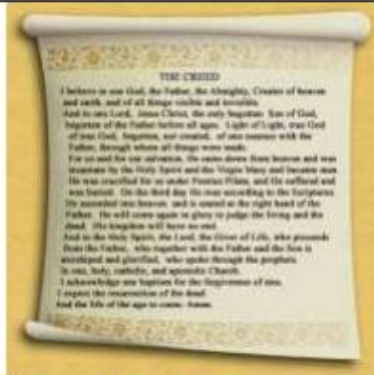 THE CREED
I believe in one God, the Father, the Almighty, Creator of heaven
and earth, and of all things visible and invisible.
And in one Lord, Jesus Christ, the only begotten Son of God,
begotten of the Father before all ages. Light of Light, true God
of true God, begotten, not created, of one essence with the
Father, through whom all things were made.
For us and for our salvation, He came down from heaven and was
incarnate by the Holy Spirit and the Virgin Mary and became man.
He was crucified for us under Pontius Pilate, and He suffered and
was buried. On the third day He rose according to the Scriptures.
He ascended into heaven, and is seated at the right hand of the
Father. He will come again in glory to judge the living and the
dead. His kingdom will have no end.
And in the Holy Spirit, the Lord, the Giver of Life, who proceeds
from the Father, who together with the Father and the Son is
worshiped and glorified, who spoke through the prophets.
In one, holy, catholic, and apostolic Church.
I acknowledge one baptism for the forgiveness of sins.
I expect the resurrection of the dead.
And the life of the age to come. Amen.